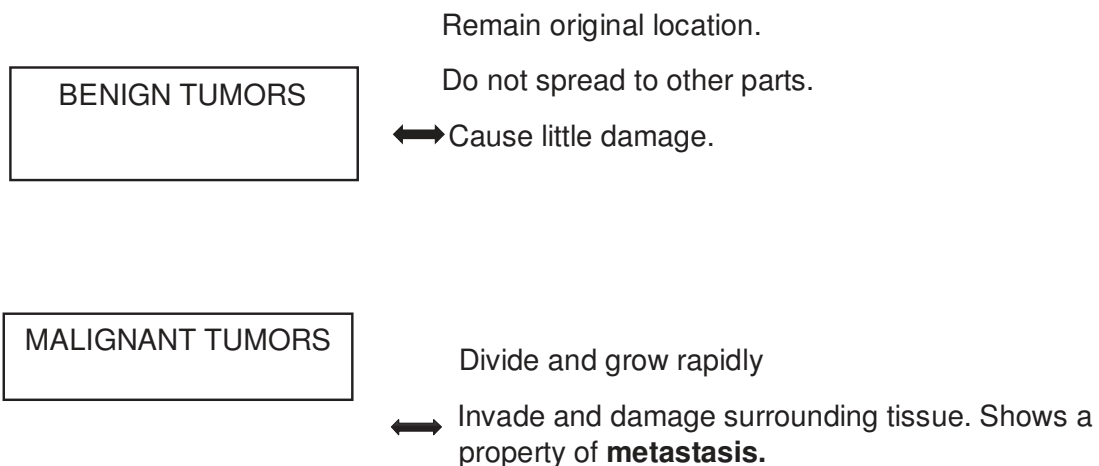 Remain original location.
BENIGN TUMORS
Do not spread to other parts.
Cause little damage.
MALIGNANT TUMORS
Divide and grow rapidly
Invade and damage surrounding tissue. Shows a
property of metastasis.